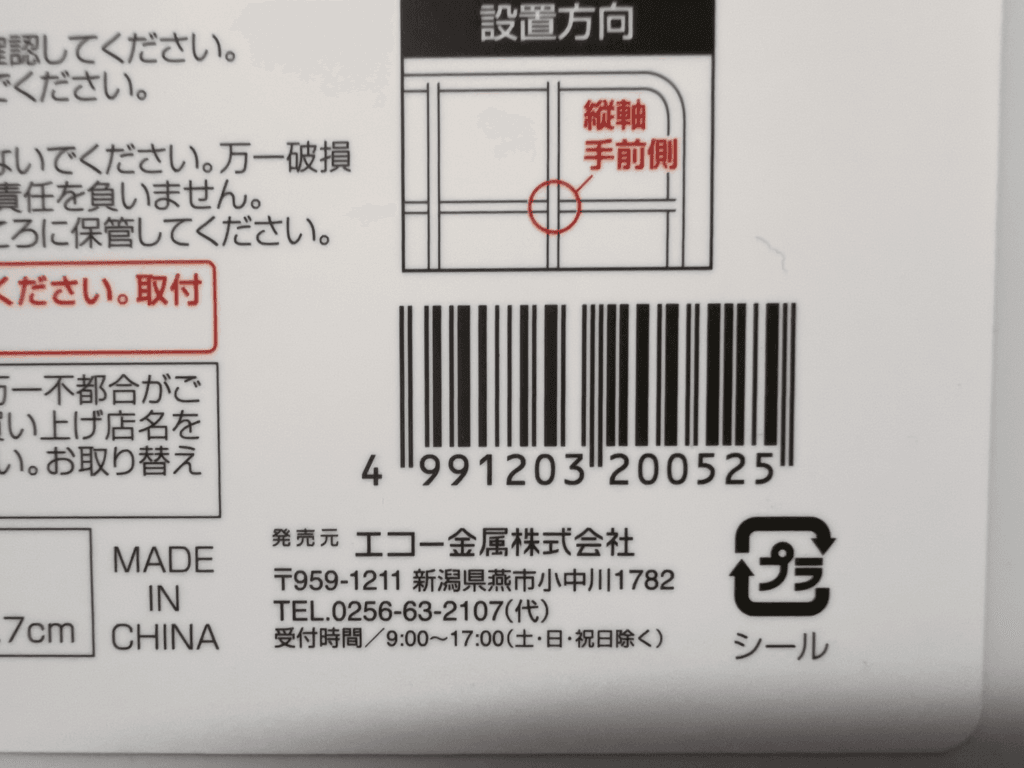 確認してください。
でください。
ないでください。万一破損
責任を負いません。
ころに保管してください。
ください。取付
万一不都合がご
買い上げ店名を
い。お取り替え
.7cm
MADE
IN
CHINA
設置方向
縦軸
手前側
4 991203 200525
発売元 エコー金属株式会社
〒959-1211 新潟県燕市小中川1782
TEL.0256-63-2107(代)
受付時間／9:00〜17:00(土・日・祝日除く)
プラ
シール